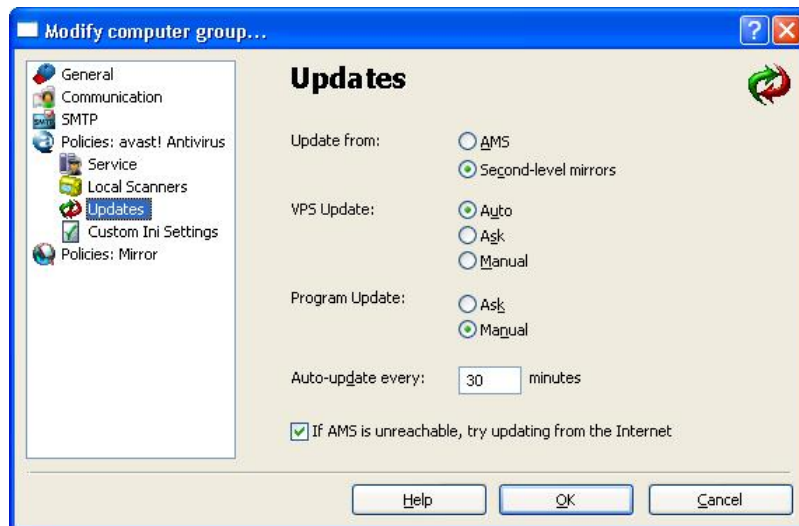 Modify computer group...
General
Communication
SMTP
SMTP
Policies: avast! Antivirus
Service
Local Scanners
Updates
Custom Ini Settings
Policies: Mirror
Updates
Update from:
AMS
Second-level mirrors
VPS Update:
Auto
Ask
Manual
Program Update:
Ask
Manual
Auto-update every: 30 minutes
If AMS is unreachable, try updating from the Internet
Help
OK
Cancel